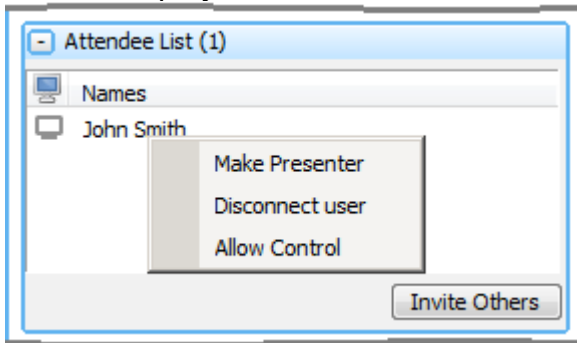 Attendee List (1)
Names
John Smith
Make Presenter
Disconnect user
Allow Control
Invite Others